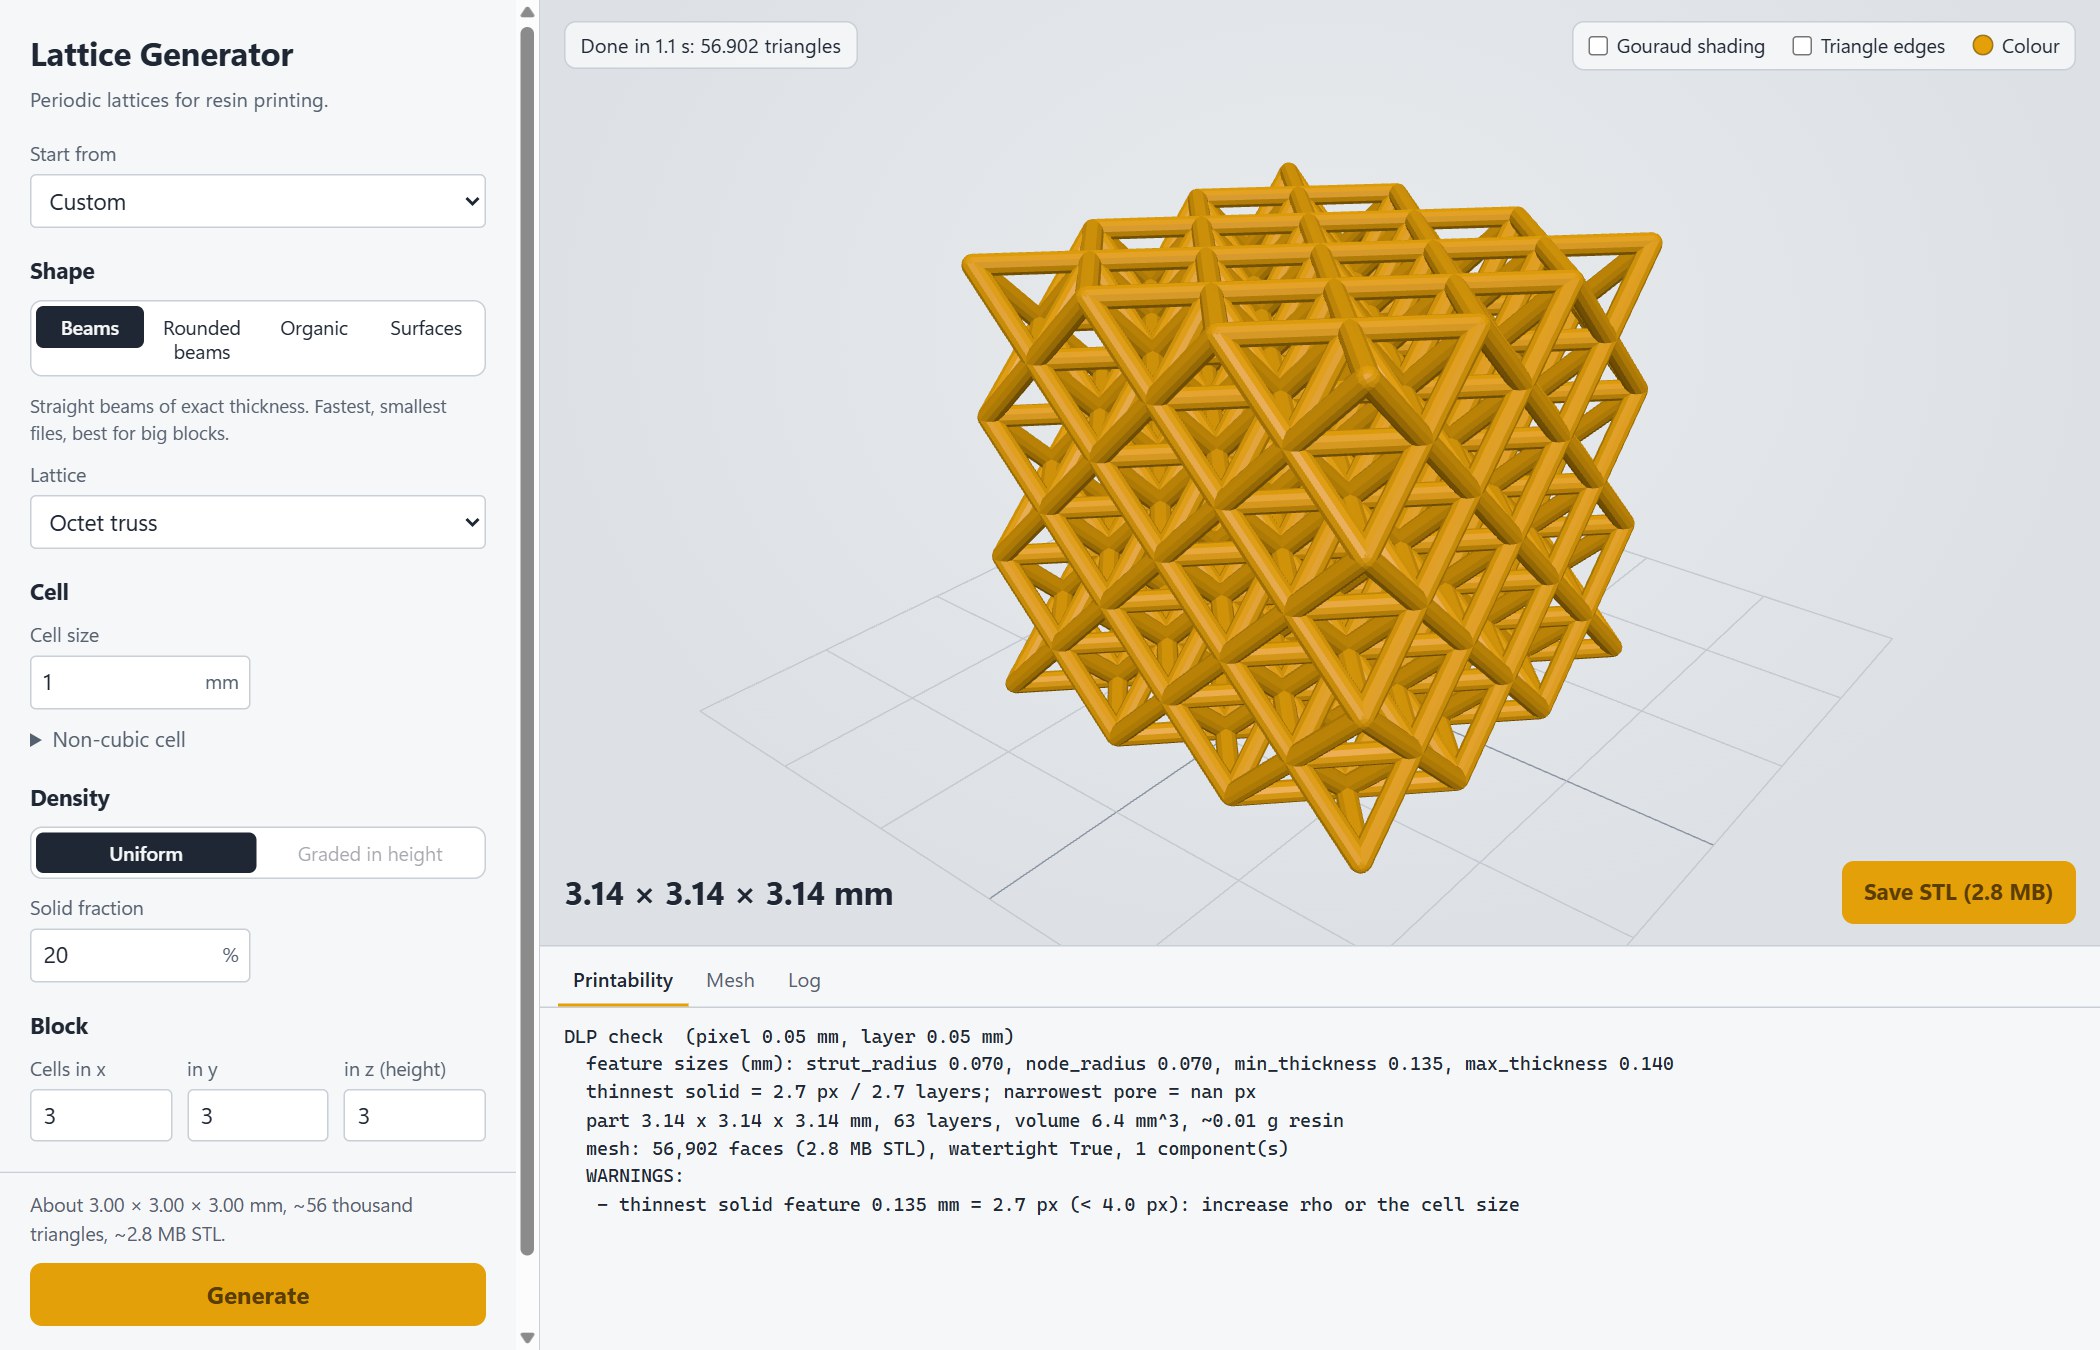 Lattice Generator
Periodic lattices for resin printing.
Start from
Custom
Shape
Beams
Rounded
beams
Organic
Surfaces
Straight beams of exact thickness. Fastest, smallest
files, best for big blocks.
Lattice
Octet truss
Cell
Cell size
1 mm
Non-cubic cell
Density
Uniform
Graded in height
Solid fraction
20 %
Block
Cells in x
in y
in z (height)
3
3
3
About 3.00 × 3.00 × 3.00 mm, ~56 thousand
triangles, ~2.8 MB STL.
Generate
Done in 1.1 s: 56.902 triangles
Gouraud shading
Triangle edges
Colour
3.14 × 3.14 × 3.14 mm
Save STL (2.8 MB)
Printability
Mesh
Log
DLP check (pixel 0.05 mm, layer 0.05 mm)
feature sizes (mm): strut_radius 0.070, node_radius 0.070, min_thickness 0.135, max_thickness 0.140
thinnest solid = 2.7 px / 2.7 layers; narrowest pore = nan px
part 3.14 x 3.14 x 3.14 mm, 63 layers, volume 6.4 mm^3, ~0.01 g resin
mesh: 56,902 faces (2.8 MB STL), watertight True, 1 component(s)
WARNINGS:
- thinnest solid feature 0.135 mm = 2.7 px (< 4.0 px): increase rho or the cell size